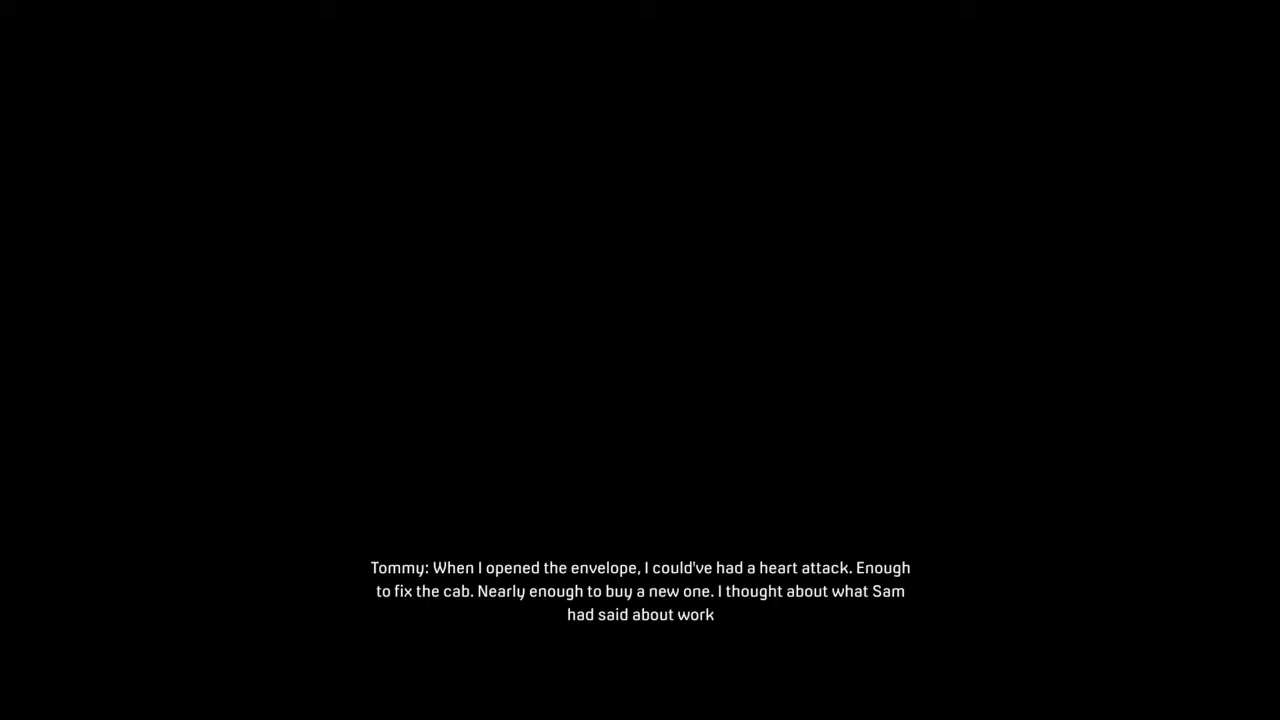 Tommy: When I opened the envelope, I could've had a heart attack. Enough
to fix the cab. Nearly enough to buy a new one. I thought about what Sam
had said about work